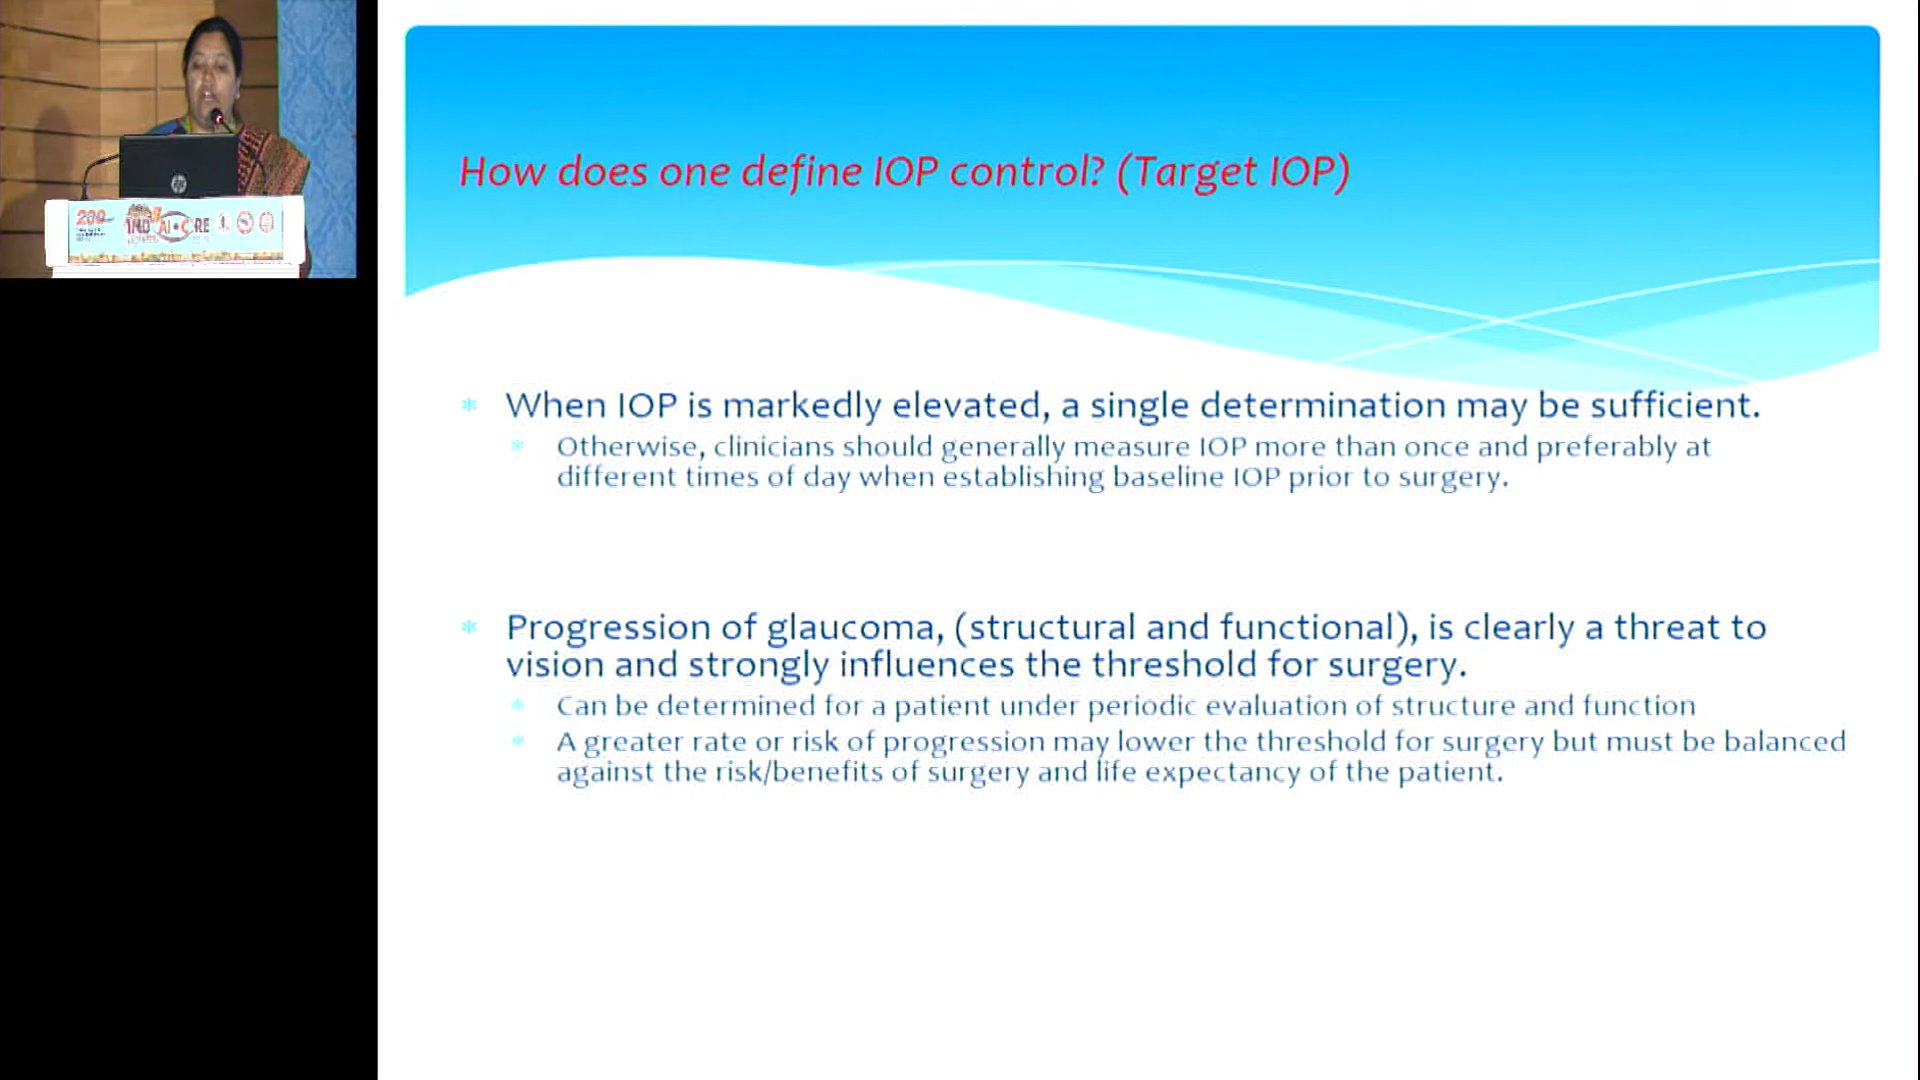 How does one define IOP control? (Target IOP)
* When IOP is markedly elevated, a single determination may be sufficient.
* Otherwise, clinicians should generally measure IOP more than once and preferably at
different times of day when establishing baseline IOP prior to surgery.
* Progression of glaucoma, (structural and functional), is clearly a threat to
vision and strongly influences the threshold for surgery.
* Can be determined for a patient under periodic evaluation of structure and function
* A greater rate or risk of progression may lower the threshold for surgery but must be balanced
against the risk/benefits of surgery and life expectancy of the patient.
200